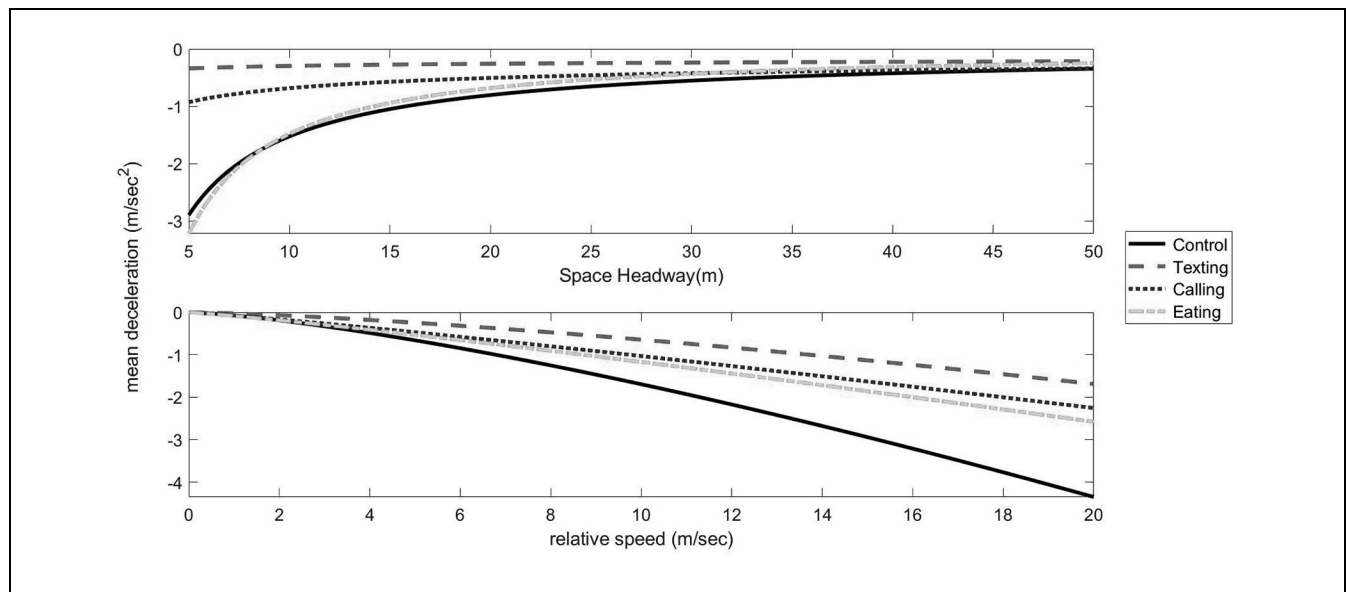 0
-1
-2
-3
5 10 15 20 25 30 35 40 45 50
Space Headway(m)
mean deceleration (m/sec²)
0
-1
-2
-3
-4
0 2 4 6 8 10 12 14 16 18 20
relative speed (m/sec)
Control
Texting
Calling
Eating